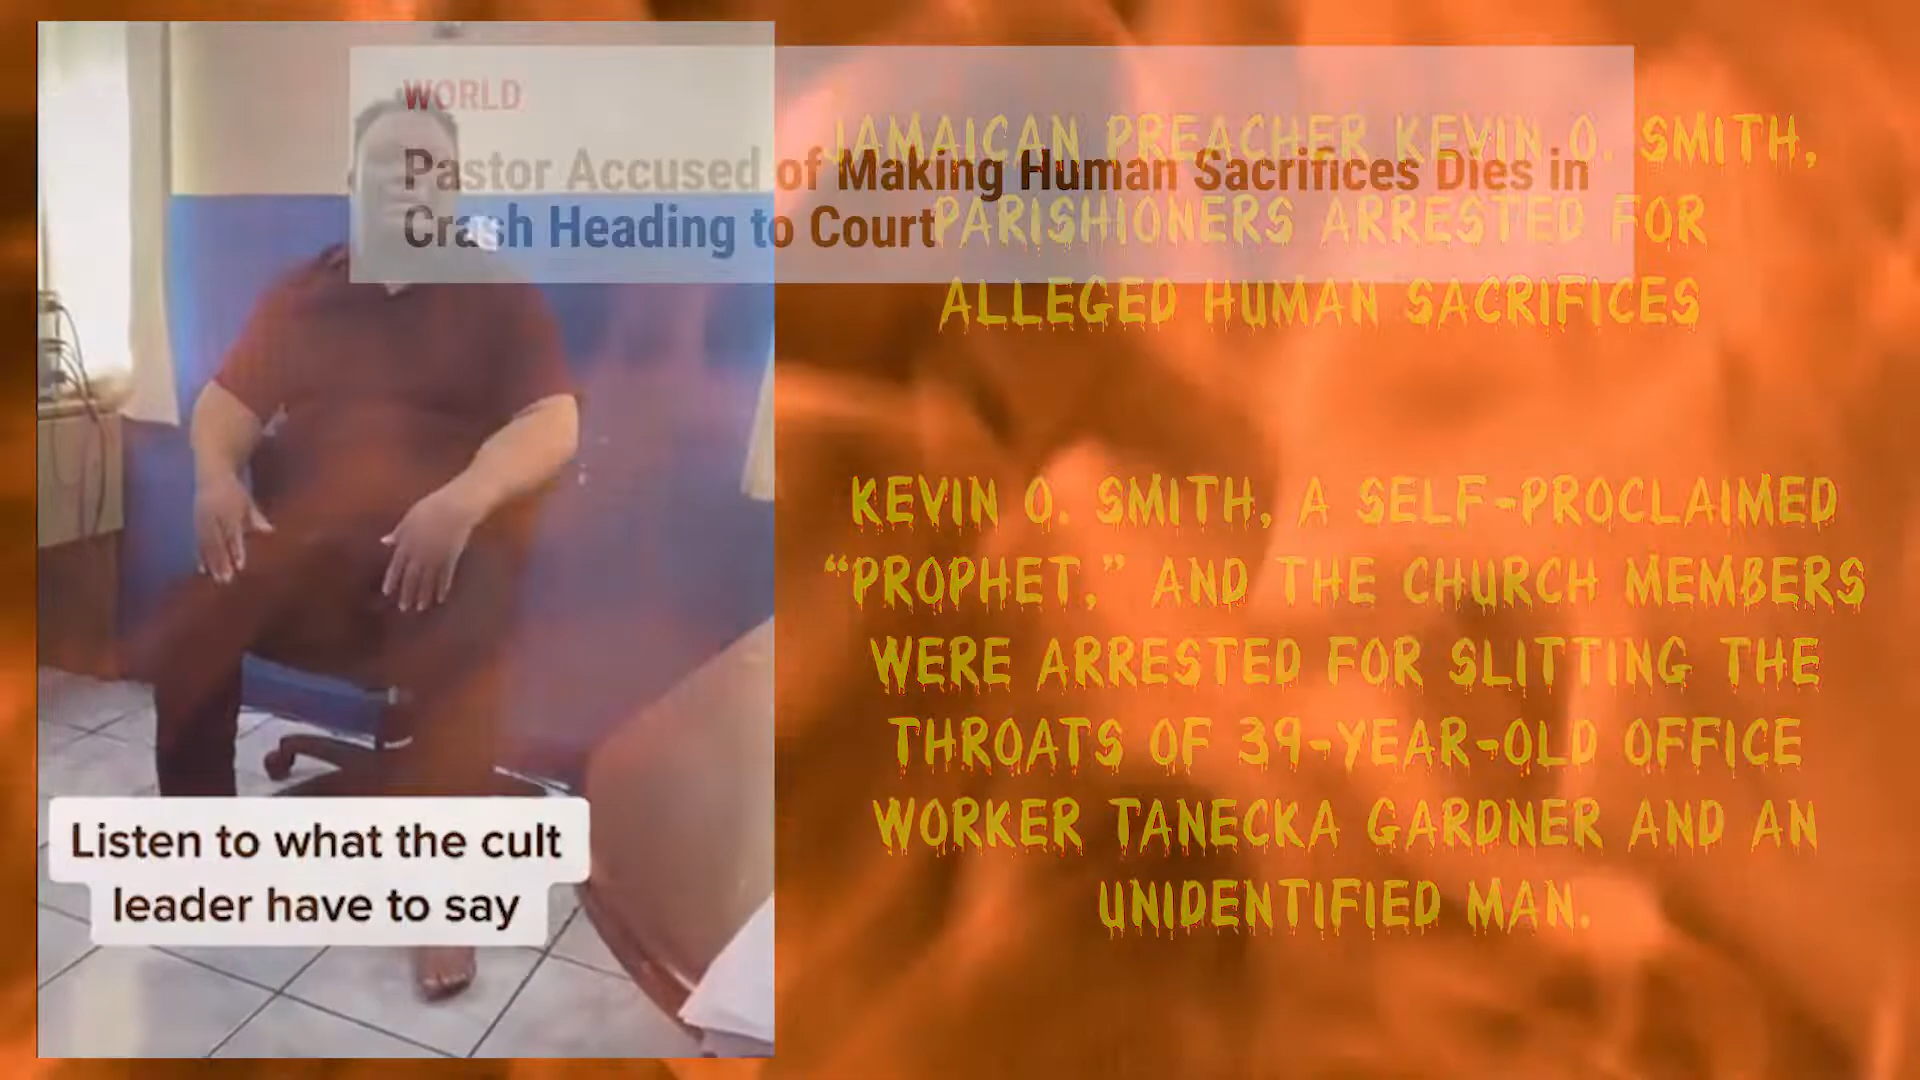 WORLD
Pastor Accused of Making Human Sacrifices Dies in
Crash Heading to Court
JAMAICAN PREACHER KEVIN O. SMITH,
PARISHIONERS ARRESTED FOR
ALLEGED HUMAN SACRIFICES
KEVIN O. SMITH, A SELF-PROCLAIMED
“PROPHET,” AND THE CHURCH MEMBERS
WERE ARRESTED FOR SLITTING THE
THROATS OF 39-YEAR-OLD OFFICE
WORKER TANECKA GARDNER AND AN
UNIDENTIFIED MAN.
Listen to what the cult
leader have to say